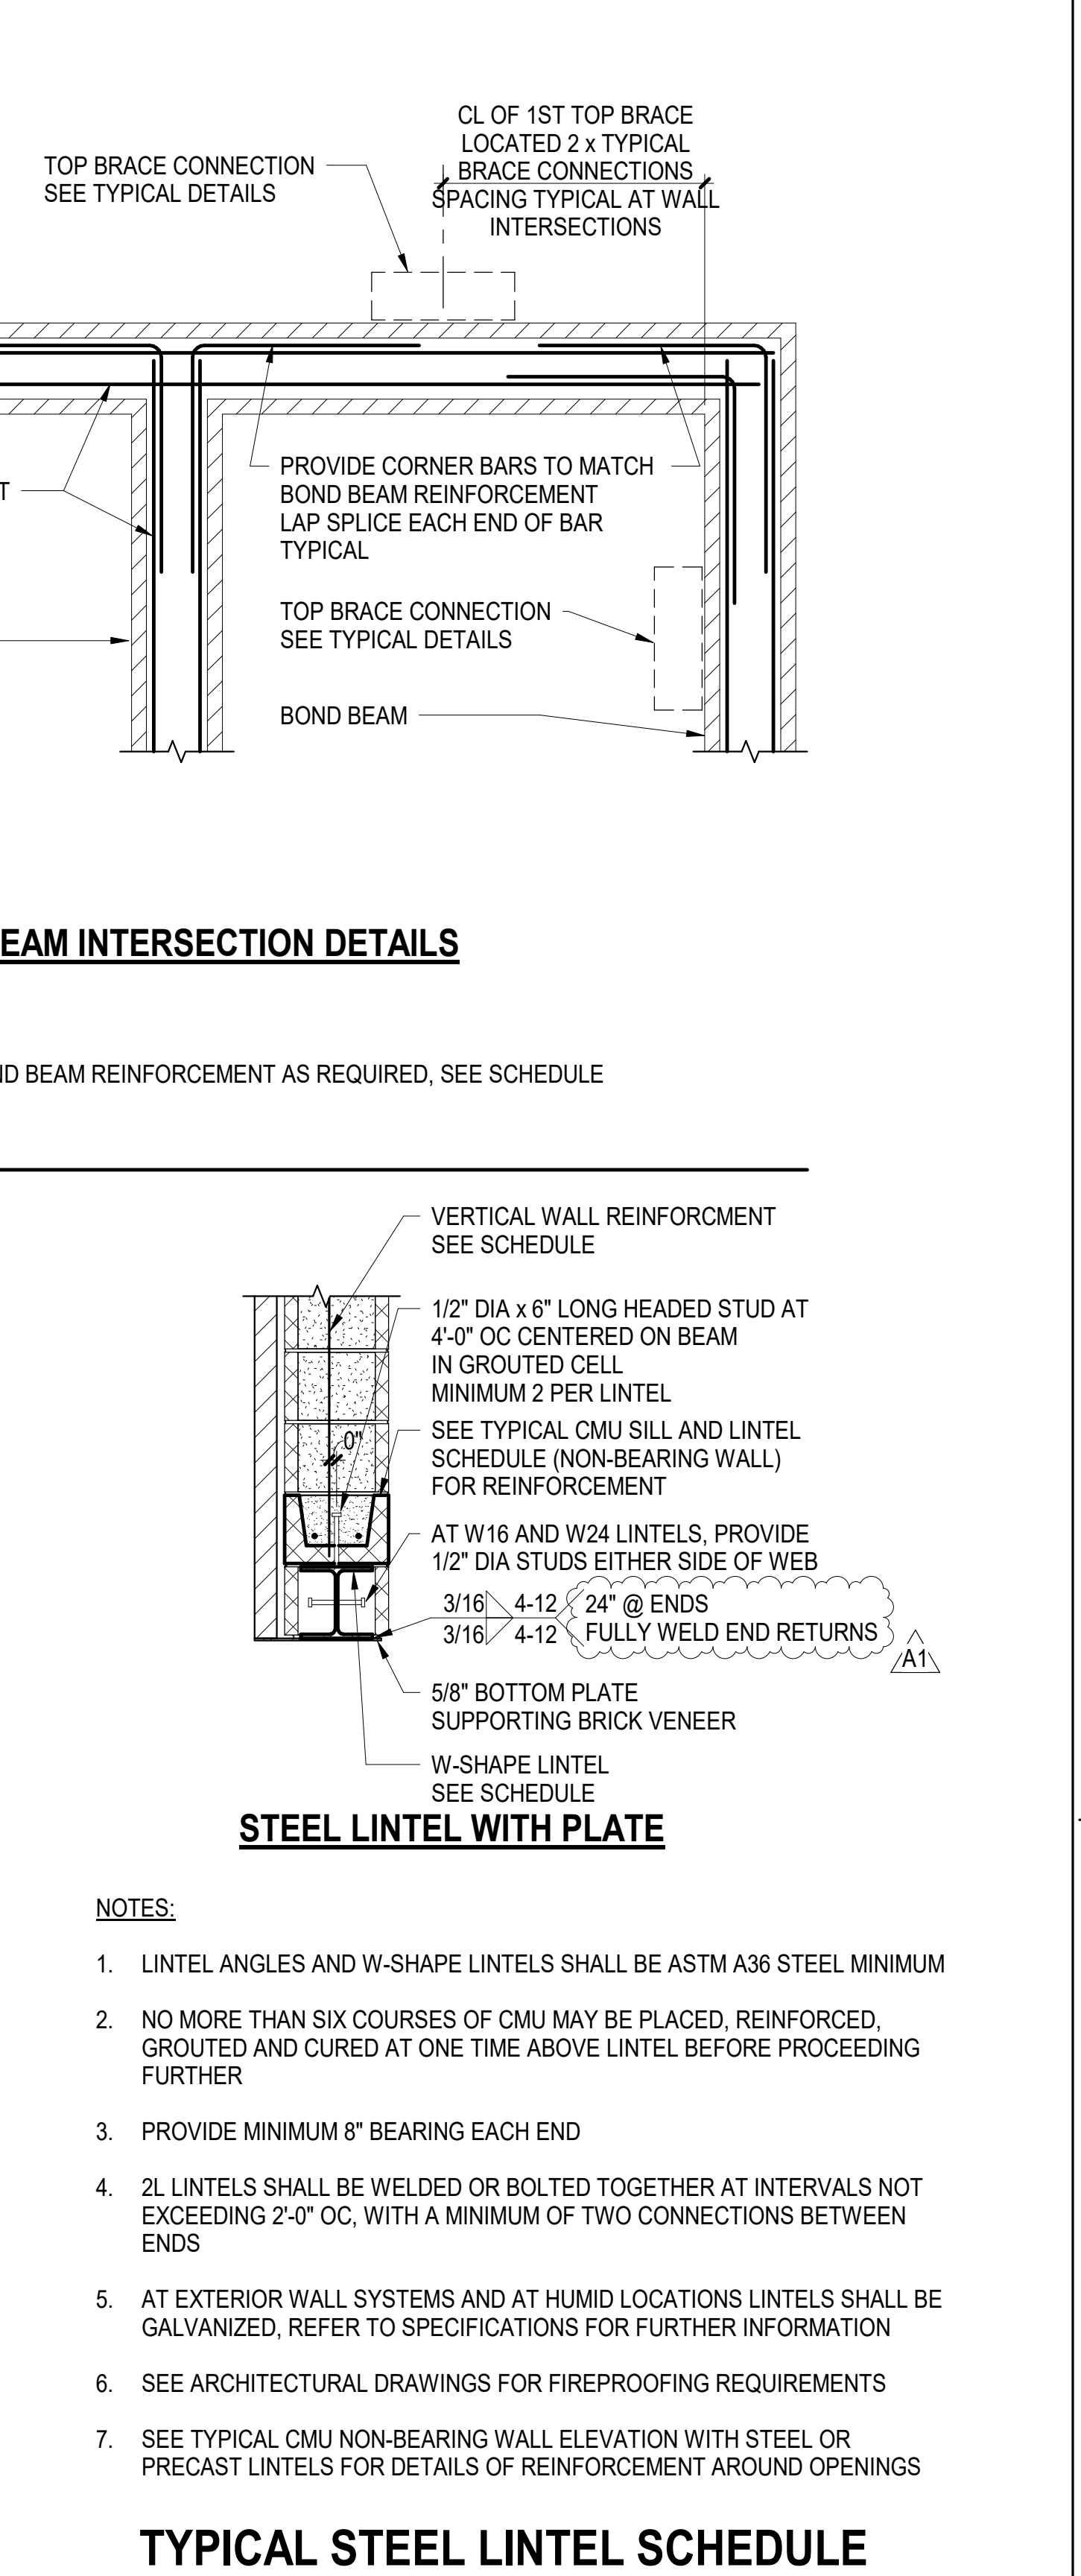 CL OF 1ST TOP BRACE
LOCATED 2 x TYPICAL
BRACE CONNECTIONS
SPACING TYPICAL AT WALL
INTERSECTIONS
TOP BRACE CONNECTION
SEE TYPICAL DETAILS
T
PROVIDE CORNER BARS TO MATCH
BOND BEAM REINFORCEMENT
LAP SPLICE EACH END OF BAR
TYPICAL
TOP BRACE CONNECTION
SEE TYPICAL DETAILS
BOND BEAM
EAM INTERSECTION DETAILS
ND BEAM REINFORCEMENT AS REQUIRED, SEE SCHEDULE
VERTICAL WALL REINFORCMENT
SEE SCHEDULE
1/2" DIA x 6" LONG HEADED STUD AT
4'-0" OC CENTERED ON BEAM
IN GROUTED CELL
MINIMUM 2 PER LINTEL
SEE TYPICAL CMU SILL AND LINTEL
SCHEDULE (NON-BEARING WALL)
FOR REINFORCEMENT
0"
AT W16 AND W24 LINTELS, PROVIDE
1/2" DIA STUDS EITHER SIDE OF WEB
3/16 4-12 24" @ ENDS
3/16 4-12 FULLY WELD END RETURNS
A1
5/8" BOTTOM PLATE
SUPPORTING BRICK VENEER
W-SHAPE LINTEL
SEE SCHEDULE
STEEL LINTEL WITH PLATE
NOTES:
1. LINTEL ANGLES AND W-SHAPE LINTELS SHALL BE ASTM A36 STEEL MINIMUM
2. NO MORE THAN SIX COURSES OF CMU MAY BE PLACED, REINFORCED,
GROUTED AND CURED AT ONE TIME ABOVE LINTEL BEFORE PROCEEDING
FURTHER
3. PROVIDE MINIMUM 8" BEARING EACH END
4. 2L LINTELS SHALL BE WELDED OR BOLTED TOGETHER AT INTERVALS NOT
EXCEEDING 2'-0" OC, WITH A MINIMUM OF TWO CONNECTIONS BETWEEN
ENDS
5. AT EXTERIOR WALL SYSTEMS AND AT HUMID LOCATIONS LINTELS SHALL BE
GALVANIZED, REFER TO SPECIFICATIONS FOR FURTHER INFORMATION
6. SEE ARCHITECTURAL DRAWINGS FOR FIREPROOFING REQUIREMENTS
7. SEE TYPICAL CMU NON-BEARING WALL ELEVATION WITH STEEL OR
PRECAST LINTELS FOR DETAILS OF REINFORCEMENT AROUND OPENINGS
TYPICAL STEEL LINTEL SCHEDULE